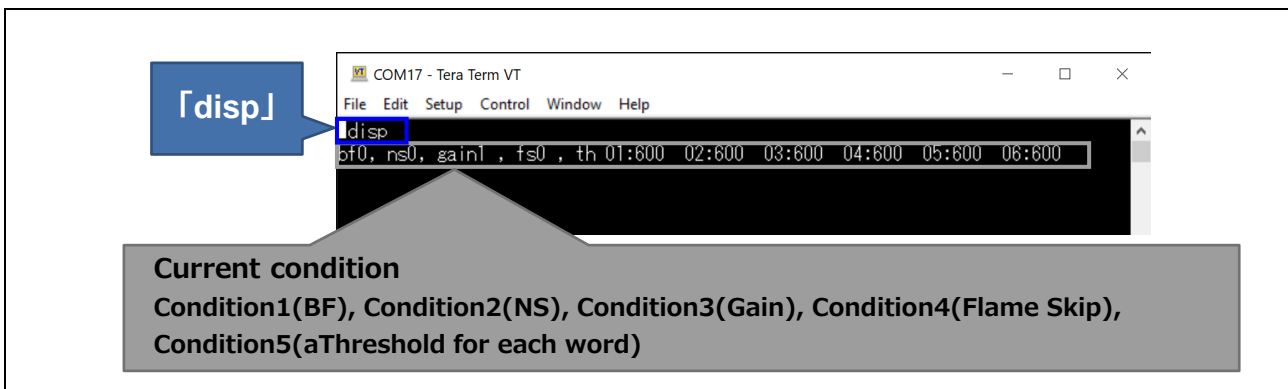 「disp」
COM17 - Tera Term VT
File Edit Setup Control Window Help
disp
bf0, ns0, gain1 , fs0 , th 01:600 02:600 03:600 04:600 05:600 06:600
Current condition
Condition1(BF), Condition2(NS), Condition3(Gain), Condition4(Flame Skip),
Condition5(aThreshold for each word)